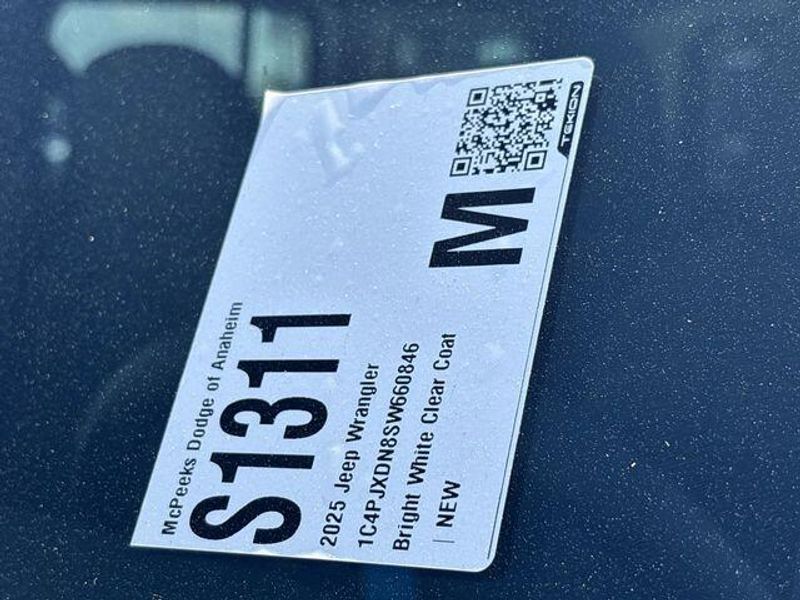 McPeeks Dodge of Anaheim
S1311
2025 Jeep Wrangler
1C4PJXDN8SW660846
Bright White Clear Coat
| NEW
M
TEKION